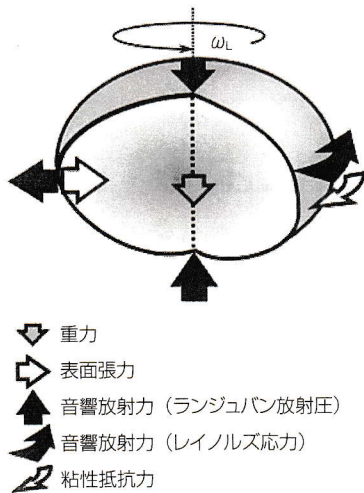 ωL
重力
表面張力
音響放射力（ランジュバン放射圧）
音響放射力（レイノルズ応力）
粘性抵抗力